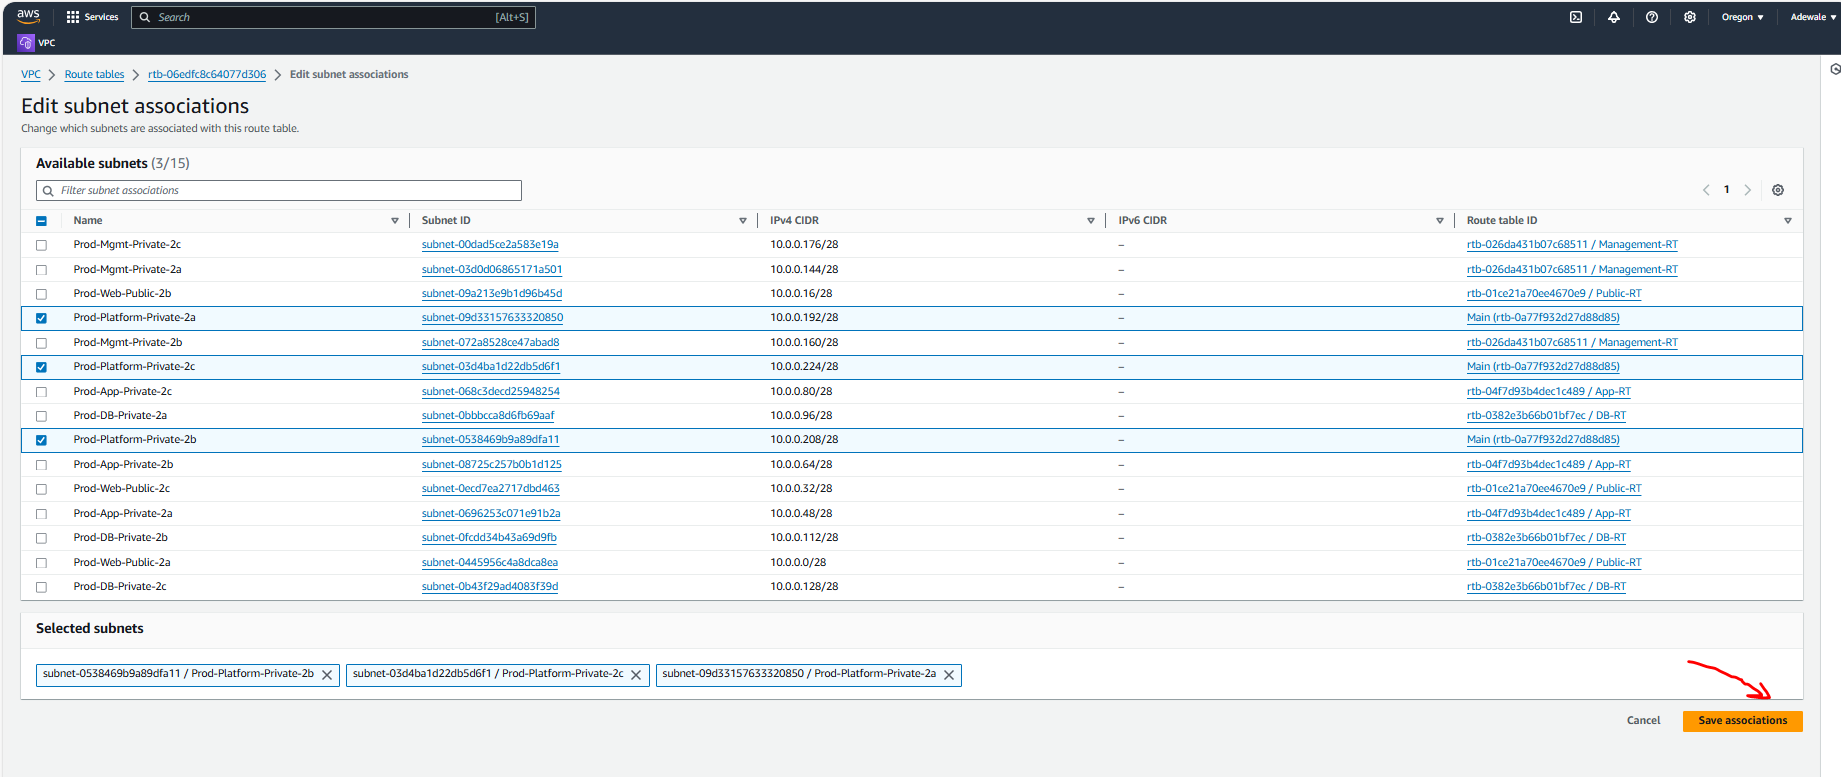 aws Services Search [Alt+S] Oregon Adewale
VPC
VPC Route tables rtb-06edfc8c64077d306 Edit subnet associations
Edit subnet associations
Change which subnets are associated with this route table.
Available subnets (3/15)
Filter subnet associations 1
Name Subnet ID IPv4 CIDR IPv6 CIDR Route table ID
Prod-Mgmt-Private-2c subnet-00dad5ce2a583e19a 10.0.0.176/28 – rtb-026da431b07c68511 / Management-RT
Prod-Mgmt-Private-2a subnet-03d0d06865171a501 10.0.0.144/28 – rtb-026da431b07c68511 / Management-RT
Prod-Web-Public-2b subnet-09a213e9b1d96b45d 10.0.0.16/28 – rtb-01ce21a70ee4670e9 / Public-RT
Prod-Platform-Private-2a subnet-09d33157633320850 10.0.0.192/28 – Main (rtb-0a77f932d27d88d85)
Prod-Mgmt-Private-2b subnet-072a8528ce47abad8 10.0.0.160/28 – rtb-026da431b07c68511 / Management-RT
Prod-Platform-Private-2c subnet-03d4ba1d22db5d6f1 10.0.0.224/28 – Main (rtb-0a77f932d27d88d85)
Prod-App-Private-2c subnet-068c3decd25948254 10.0.0.80/28 – rtb-04f7d93b4dec1c489 / App-RT
Prod-DB-Private-2a subnet-0bbbcca8d6fb69aaf 10.0.0.96/28 – rtb-0382e3b66b01bf7ec / DB-RT
Prod-Platform-Private-2b subnet-0538469b9a89dfa11 10.0.0.208/28 – Main (rtb-0a77f932d27d88d85)
Prod-App-Private-2b subnet-08725c257b0b1d125 10.0.0.64/28 – rtb-04f7d93b4dec1c489 / App-RT
Prod-Web-Public-2c subnet-0ecd7ea2717dbd463 10.0.0.32/28 – rtb-01ce21a70ee4670e9 / Public-RT
Prod-App-Private-2a subnet-0696253c071e91b2a 10.0.0.48/28 – rtb-04f7d93b4dec1c489 / App-RT
Prod-DB-Private-2b subnet-0fcdd34b43a69d9fb 10.0.0.112/28 – rtb-0382e3b66b01bf7ec / DB-RT
Prod-Web-Public-2a subnet-0445956c4a8dca8ea 10.0.0.0/28 – rtb-01ce21a70ee4670e9 / Public-RT
Prod-DB-Private-2c subnet-0b43f29ad4083f39d 10.0.0.128/28 – rtb-0382e3b66b01bf7ec / DB-RT
Selected subnets
subnet-0538469b9a89dfa11 / Prod-Platform-Private-2b subnet-03d4ba1d22db5d6f1 / Prod-Platform-Private-2c subnet-09d33157633320850 / Prod-Platform-Private-2a
Cancel Save associations